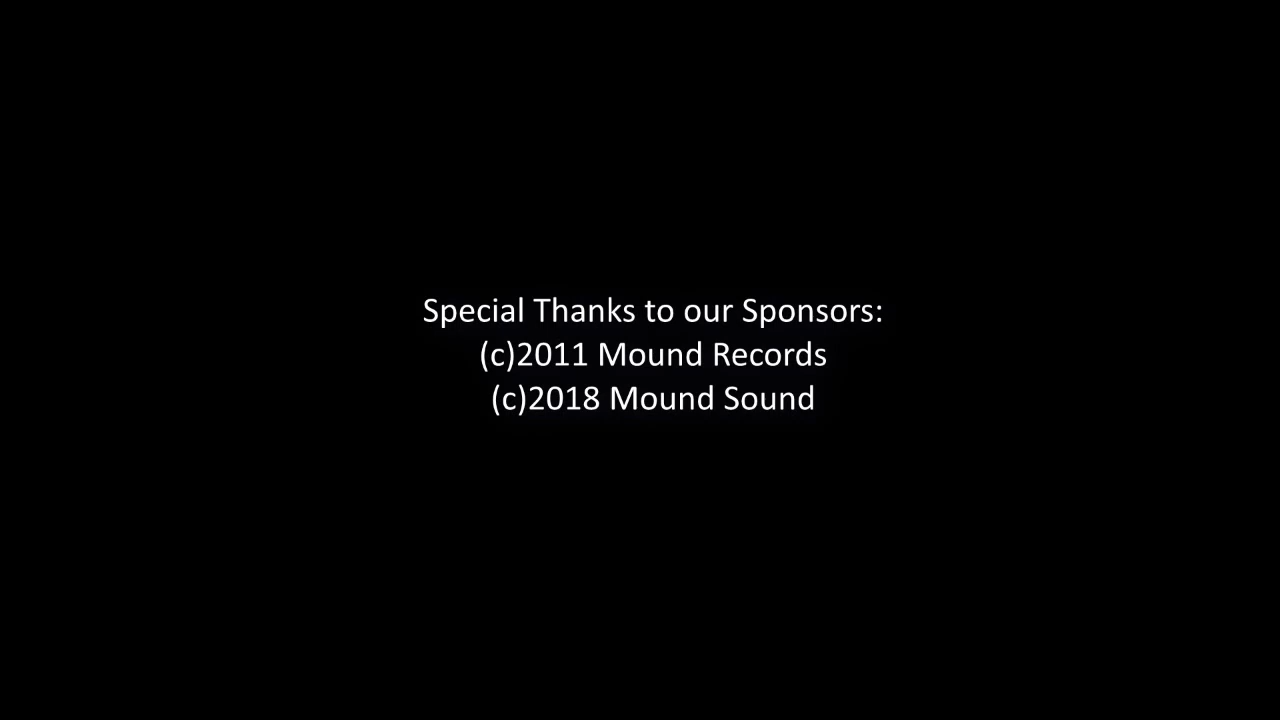 Special Thanks to our Sponsors:
(c)2011 Mound Records
(c)2018 Mound Sound